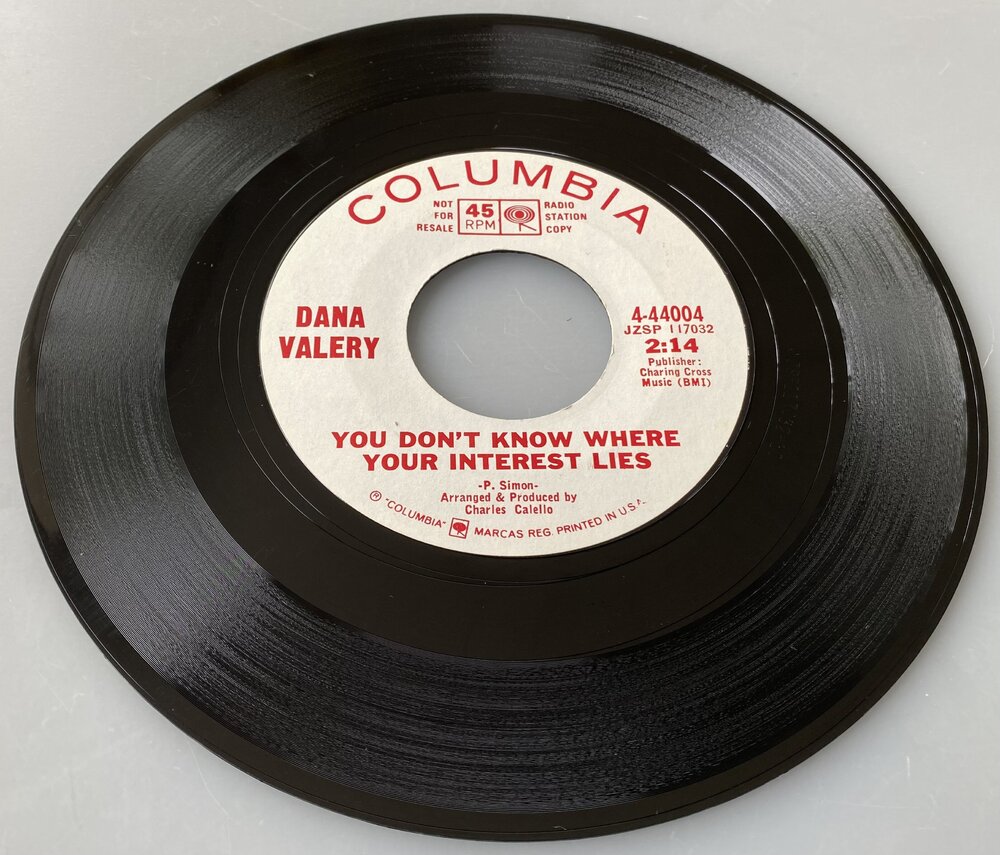 COLUMBIA
NOT
FOR
RESALE
45
RPM
RADIO
STATION
COPY
DANA
VALERY
4-44004
JZSP 117032
2:14
Publisher:
Charing Cross
Music (BMI)
YOU DON'T KNOW WHERE
YOUR INTEREST LIES
-P. Simon-
Arranged & Produced by
Charles Calello
Ⓡ "COLUMBIA" MARCAS REG. PRINTED IN U.S.A.